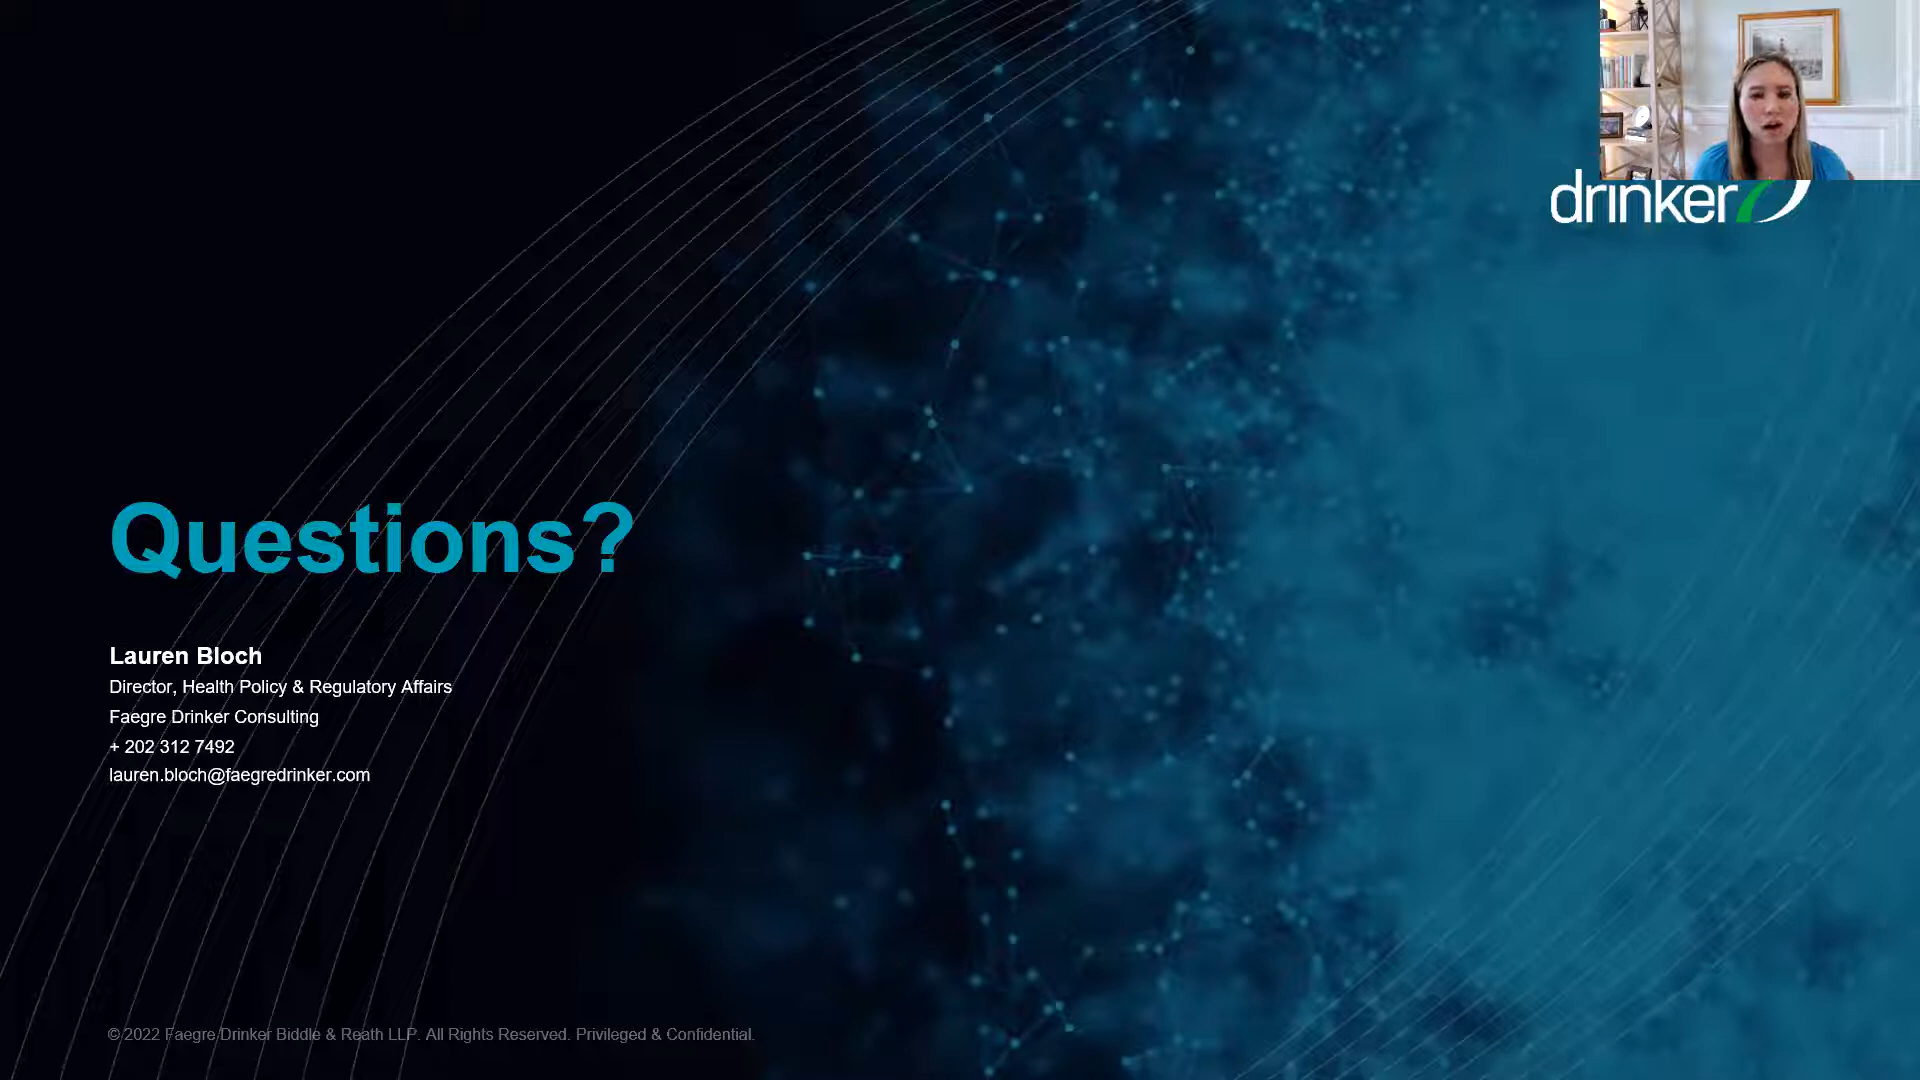 drinker
Questions?
Lauren Bloch
Director, Health Policy & Regulatory Affairs
Faegre Drinker Consulting
+ 202 312 7492
lauren.bloch@faegredrinker.com
© 2022 Faegre Drinker Biddle & Reath LLP. All Rights Reserved. Privileged & Confidential.